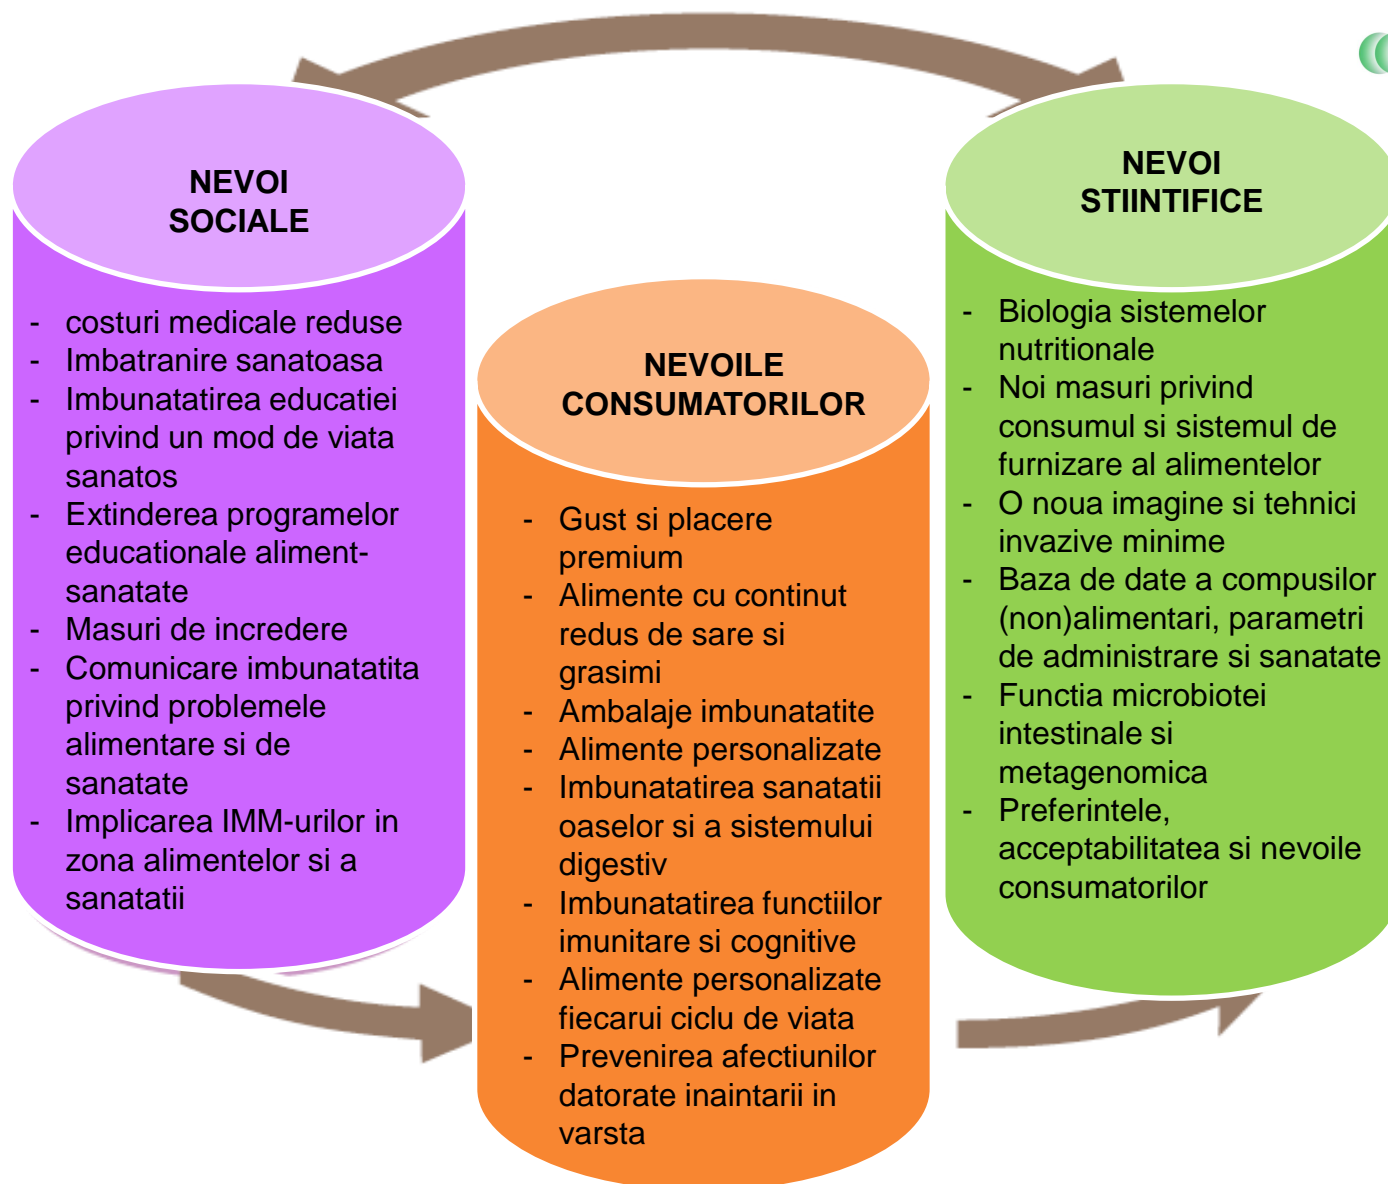 NEVOI
SOCIALE
- costuri medicale reduse
- Imbatranire sanatoasa
- Imbunatatirea educatiei
privind un mod de viata
sanatos
- Extinderea programelor
educationale aliment-
sanatate
- Masuri de incredere
- Comunicare imbunatatita
privind problemele
alimentare si de
sanatate
- Implicarea IMM-urilor in
zona alimentelor si a
sanatatii
NEVOILE
CONSUMATORILOR
- Gust si placere
premium
- Alimente cu continut
redus de sare si
grasimi
- Ambalaje imbunatatite
- Alimente personalizate
- Imbunatatirea sanatatii
oaselor si a sistemului
digestiv
- Imbunatatirea functiilor
imunitare si cognitive
- Alimente personalizate
fiecarui ciclu de viata
- Prevenirea afectiunilor
datorate inaintarii in
varsta
NEVOI
STIINTIFICE
- Biologia sistemelor
nutritionale
- Noi masuri privind
consumul si sistemul de
furnizare al alimentelor
- O noua imagine si tehnici
invazive minime
- Baza de date a compusilor
(non)alimentari, parametri
de administrare si sanatate
- Functia microbiotei
intestinale si
metagenomica
- Preferintele,
acceptabilitatea si nevoile
consumatorilor